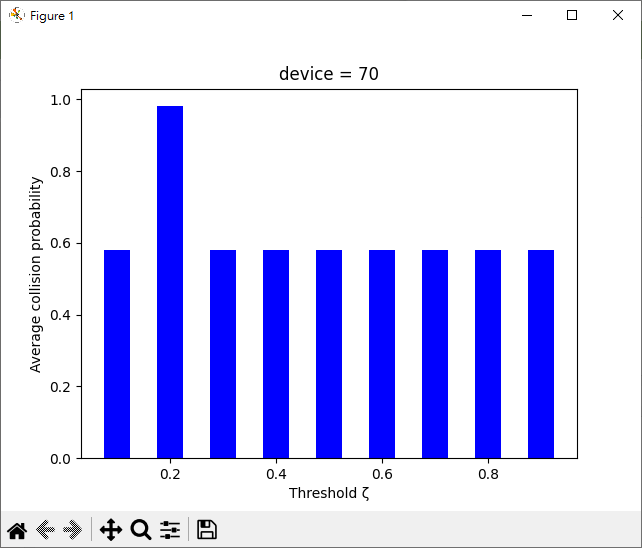 Figure 1
device = 70
1.0
0.8
0.6
0.4
0.2
0.0
Average collision probability
0.2 0.4 0.6 0.8
Threshold ζ